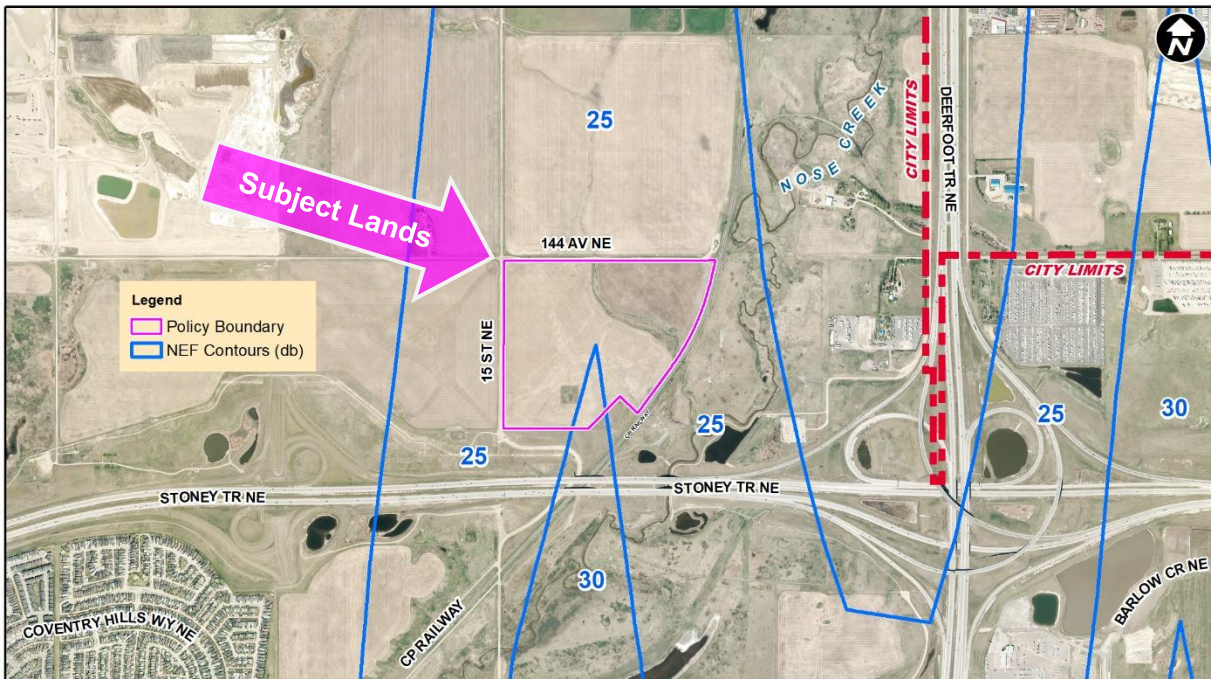 N
25
NOSE CREEK
CITY LIMITS
DEERFOOT TR NE
Subject Lands
144 AV NE
CITY LIMITS
Legend
Policy Boundary
NEF Contours (db)
15 ST NE
CP RAILWAY
25
25
25
30
STONEY TR NE
STONEY TR NE
30
COVENTRY HILLS WY NE
CP RAILWAY
BARLOW CR NE